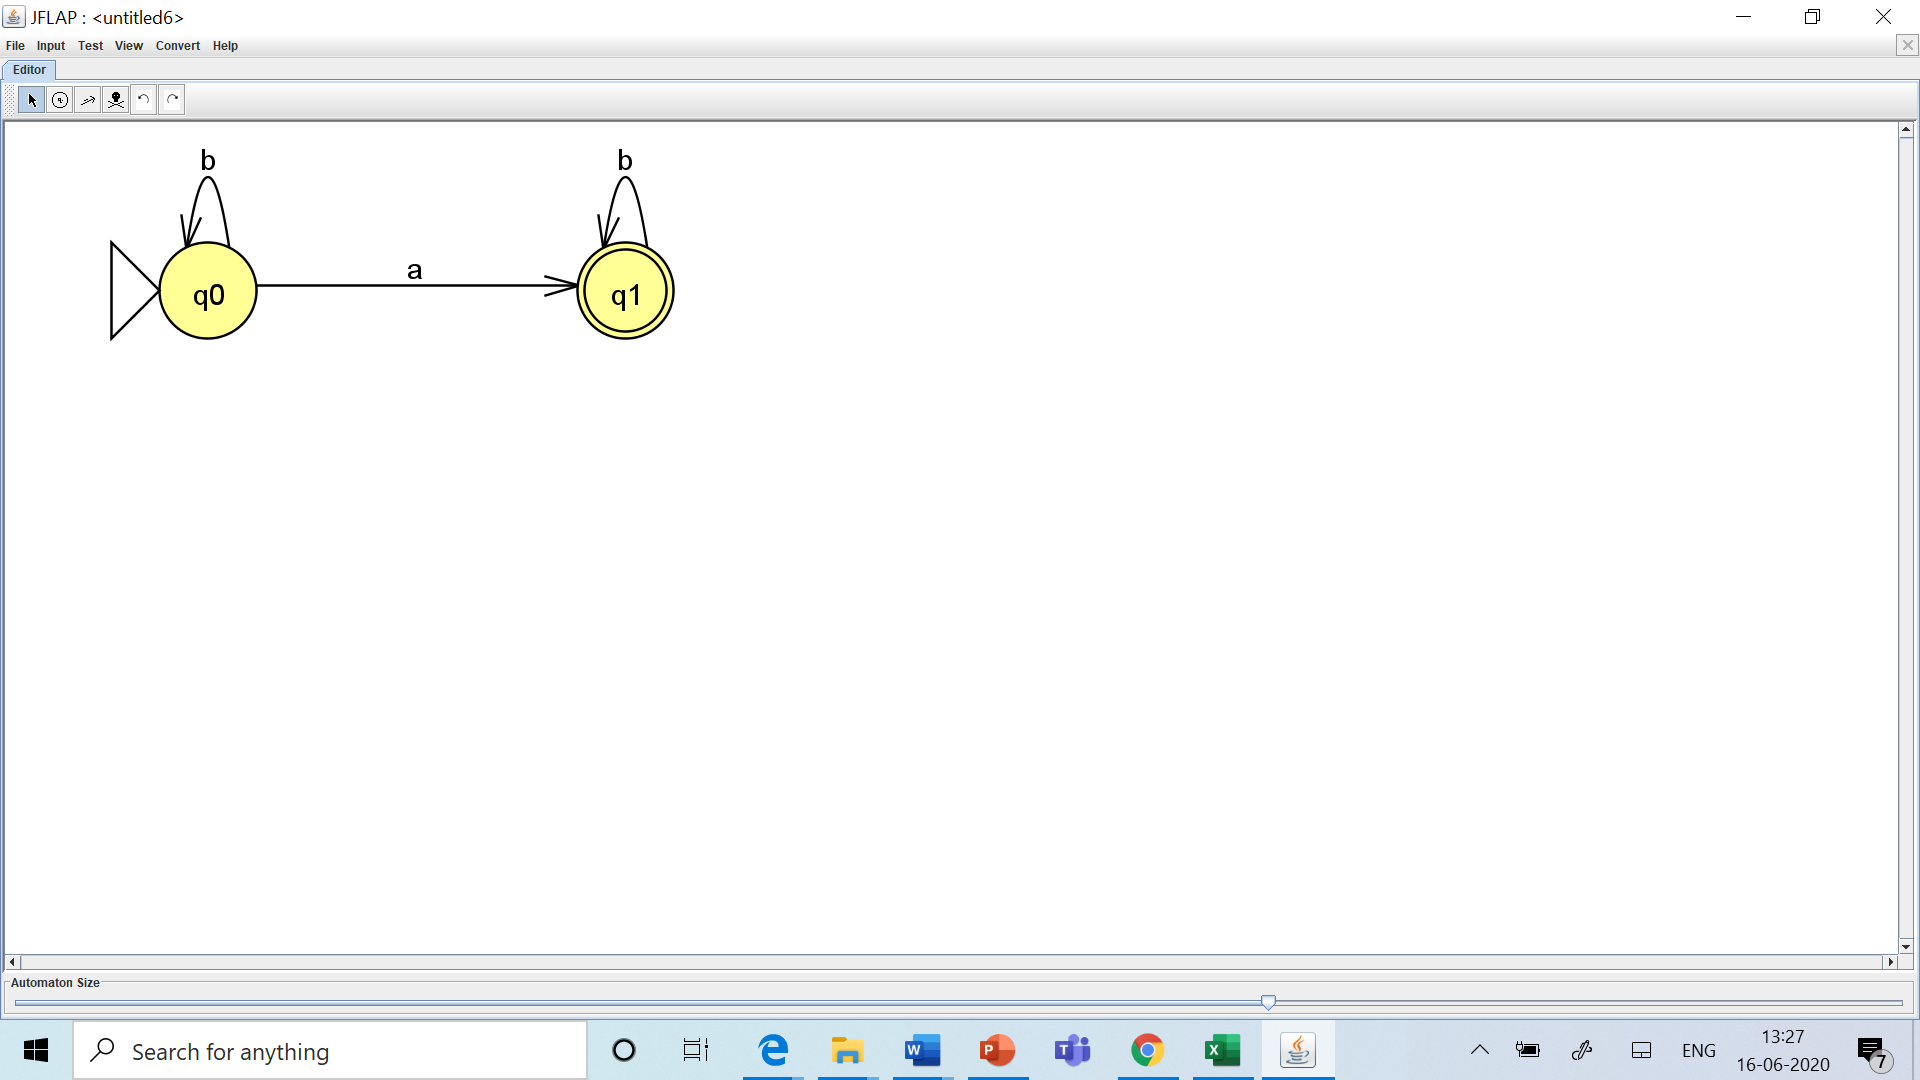 JFLAP : <untitled6>
File Input Test View Convert Help
Editor
b b
a
q0 q1
Automaton Size
Search for anything
ENG
13:27
16-06-2020
7